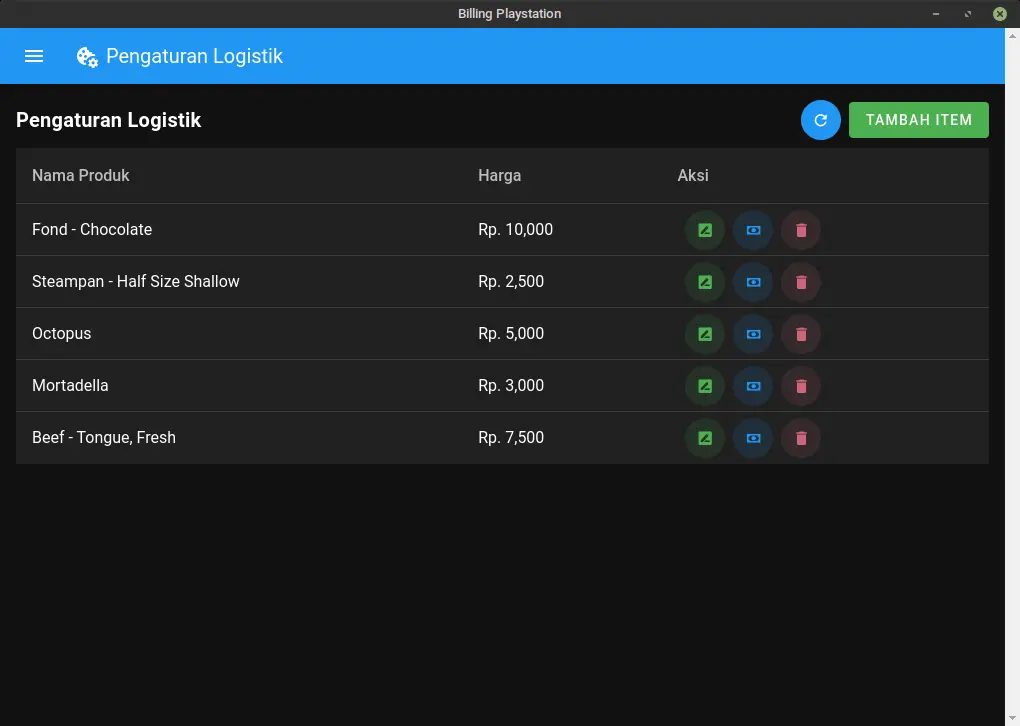 Billing Playstation
Pengaturan Logistik
Pengaturan Logistik
TAMBAH ITEM
Nama Produk Harga Aksi
Fond - Chocolate Rp. 10,000
Steampan - Half Size Shallow Rp. 2,500
Octopus Rp. 5,000
Mortadella Rp. 3,000
Beef - Tongue, Fresh Rp. 7,500